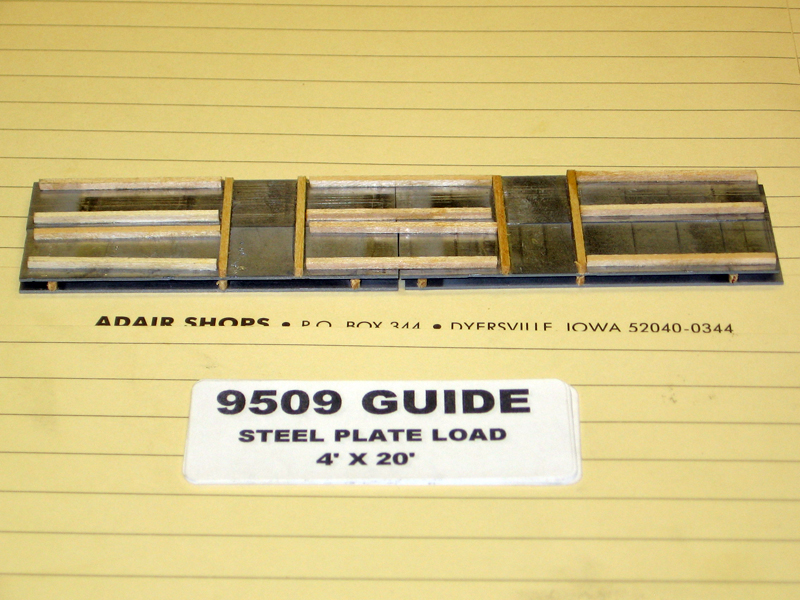 ADAIR SHOPS • P.O. BOX 344 • DYERSVILLE, IOWA 52040-0344
9509 GUIDE
STEEL PLATE LOAD
4' X 20'